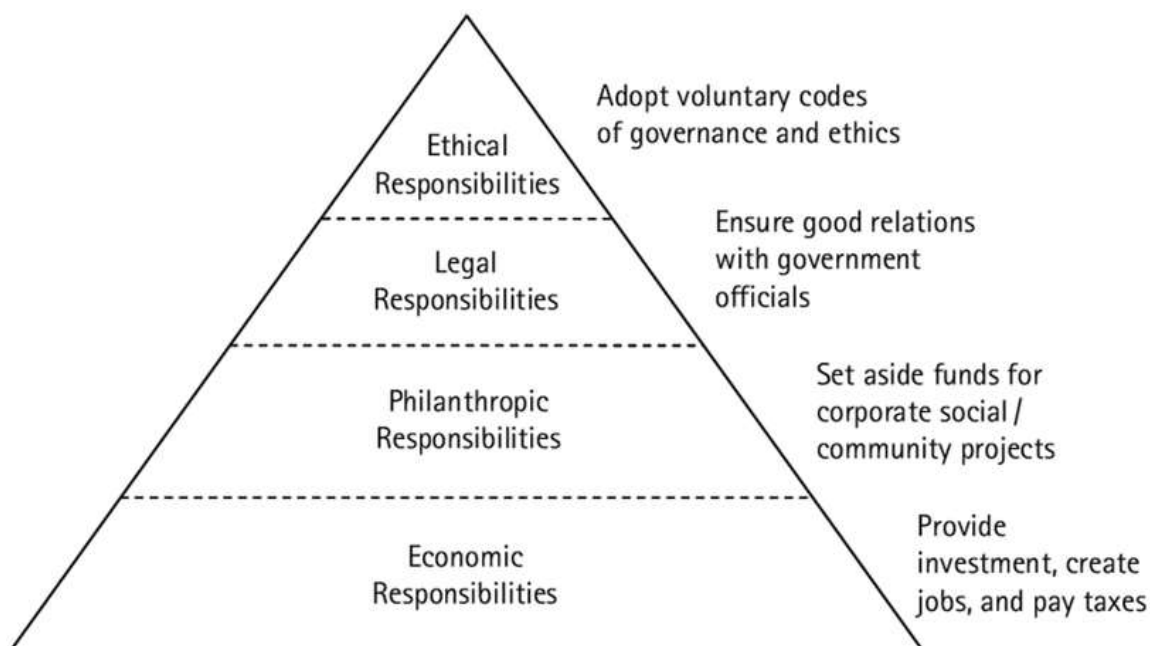 Adopt voluntary codes
of governance and ethics
Ethical
Responsibilities
Ensure good relations
with government
officials
Legal
Responsibilities
Set aside funds for
corporate social /
community projects
Philanthropic
Responsibilities
Provide
investment, create
jobs, and pay taxes
Economic
Responsibilities